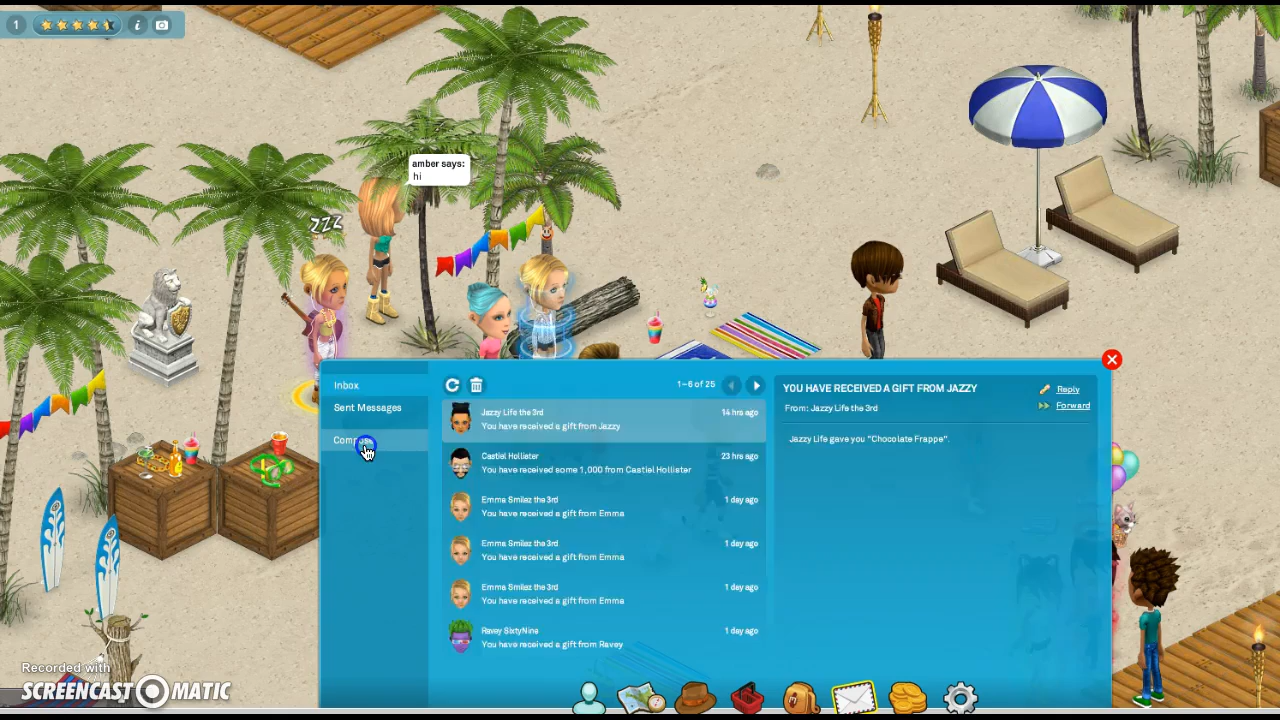 1
amber says:
hi
ZZZ
Inbox
Sent Messages
1-6 of 25
Jazzy Life the 3rd 14 hrs ago
You have received a gift from Jazzy
Castiel Hollister 23 hrs ago
You have received some 1,000 from Castiel Hollister
Emma Smilez the 3rd 1 day ago
You have received a gift from Emma
Emma Smilez the 3rd 1 day ago
You have received a gift from Emma
Emma Smilez the 3rd 1 day ago
You have received a gift from Emma
Ravey SixtyNine 1 day ago
You have received a gift from Ravey
YOU HAVE RECEIVED A GIFT FROM JAZZY
Reply
From: Jazzy Life the 3rd
Forward
Jazzy Life gave you "Chocolate Frappe".
Recorded with
SCREENCAST MATIC